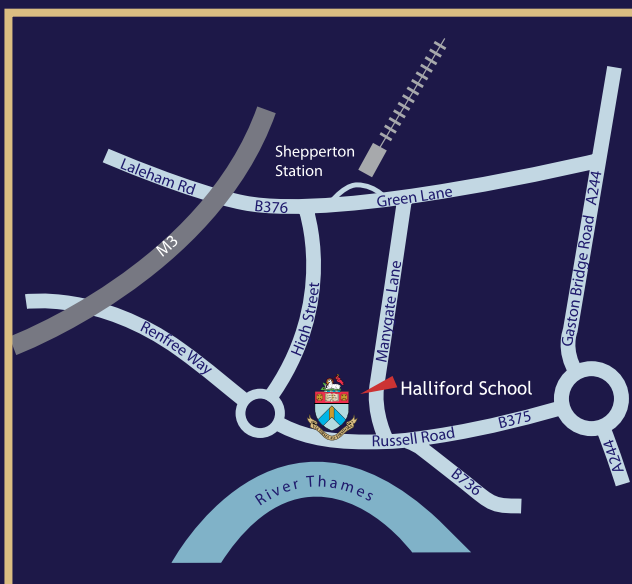 Shepperton
Station
Laleham Rd
B376
Green Lane
A244
M3
Gaston Bridge Road
High Street
Manygate Lane
Renfree Way
Halliford School
B375
Russell Road
A244
B736
River Thames